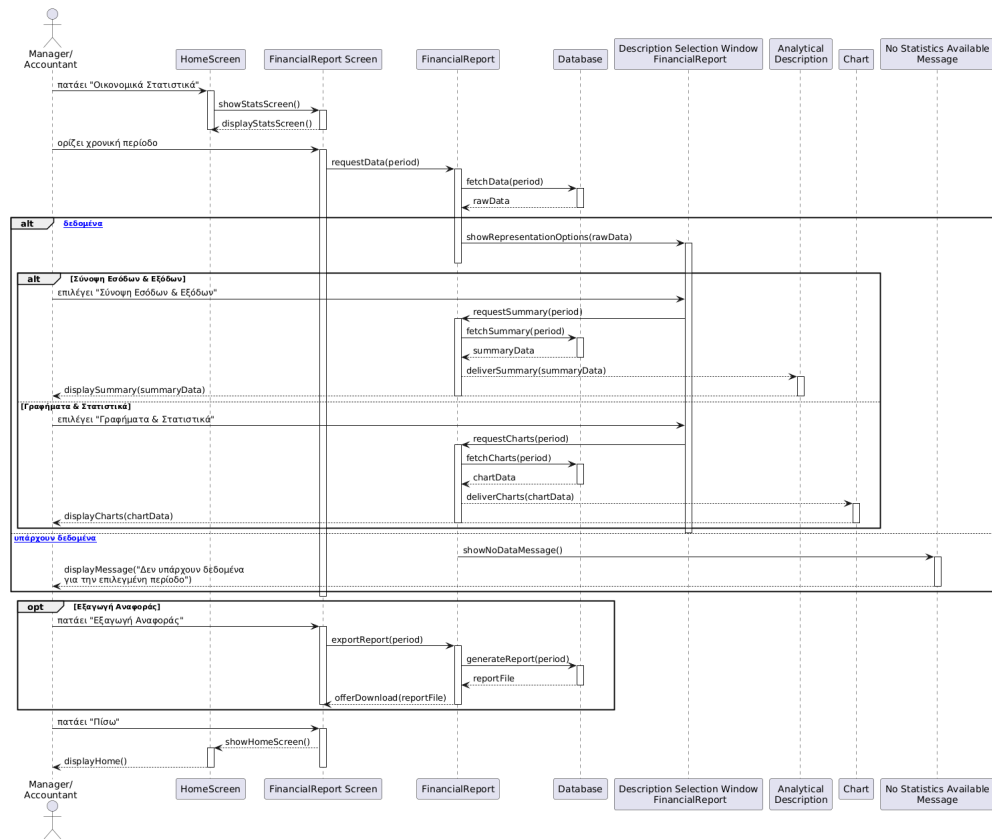 Manager/
Accountant
HomeScreen
FinancialReport Screen
FinancialReport
Database
Description Selection Window
FinancialReport
Analytical
Description
Chart
No Statistics Available
Message
πατάει "Οικονομικά Στατιστικά"
showStatsScreen()
displayStatsScreen()
ορίζει χρονική περίοδο
requestData(period)
fetchData(period)
rawData
alt
δεδομένα
showRepresentationOptions(rawData)
alt
[Σύνοψη Εσόδων & Εξόδων]
επιλέγει "Σύνοψη Εσόδων & Εξόδων"
requestSummary(period)
fetchSummary(period)
summaryData
deliverSummary(summaryData)
displaySummary(summaryData)
[Γραφήματα & Στατιστικά]
επιλέγει "Γραφήματα & Στατιστικά"
requestCharts(period)
fetchCharts(period)
chartData
deliverCharts(chartData)
displayCharts(chartData)
υπάρχουν δεδομένα
showNoDataMessage()
displayMessage("Δεν υπάρχουν δεδομένα
για την επιλεγμένη περίοδο")
opt
[Εξαγωγή Αναφοράς]
πατάει "Εξαγωγή Αναφοράς"
exportReport(period)
generateReport(period)
reportFile
offerDownload(reportFile)
πατάει "Πίσω"
showHomeScreen()
displayHome()
Manager/
Accountant
HomeScreen
FinancialReport Screen
FinancialReport
Database
Description Selection Window
FinancialReport
Analytical
Description
Chart
No Statistics Available
Message